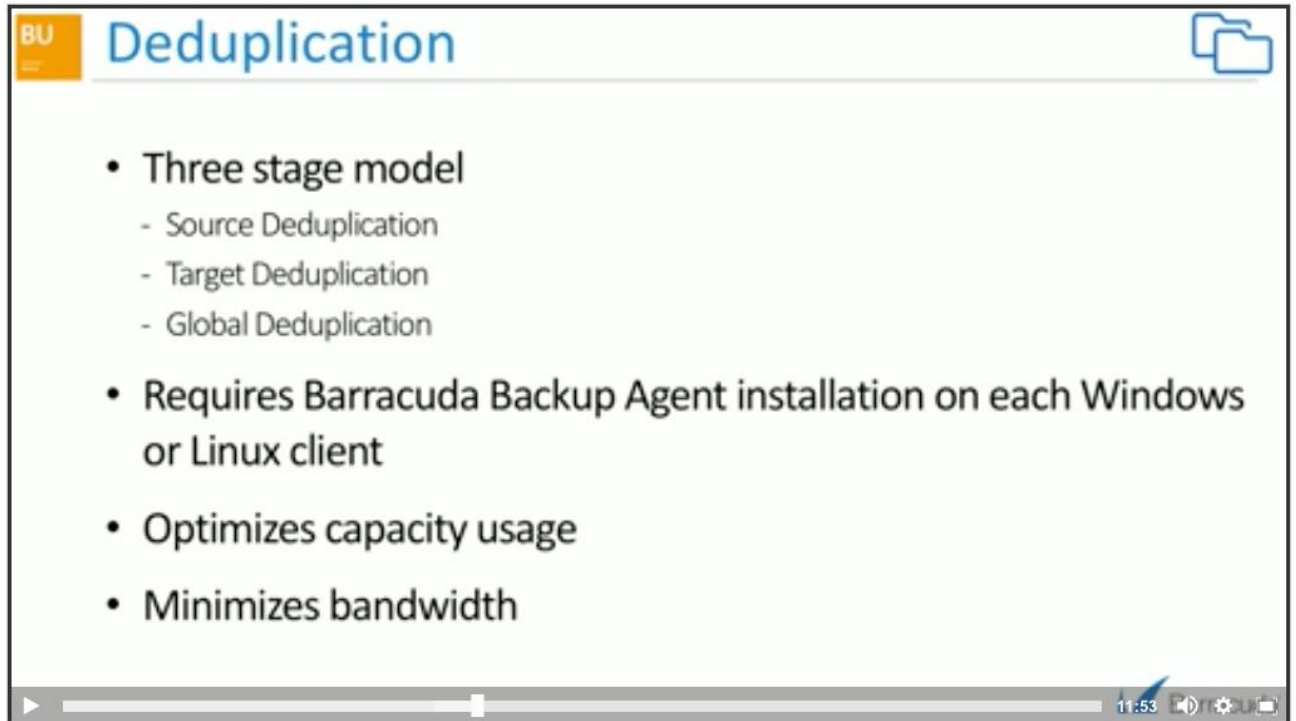 BU
Deduplication
• Three stage model
- Source Deduplication
- Target Deduplication
- Global Deduplication
• Requires Barracuda Backup Agent installation on each Windows
or Linux client
• Optimizes capacity usage
• Minimizes bandwidth
11:53
Barracuda